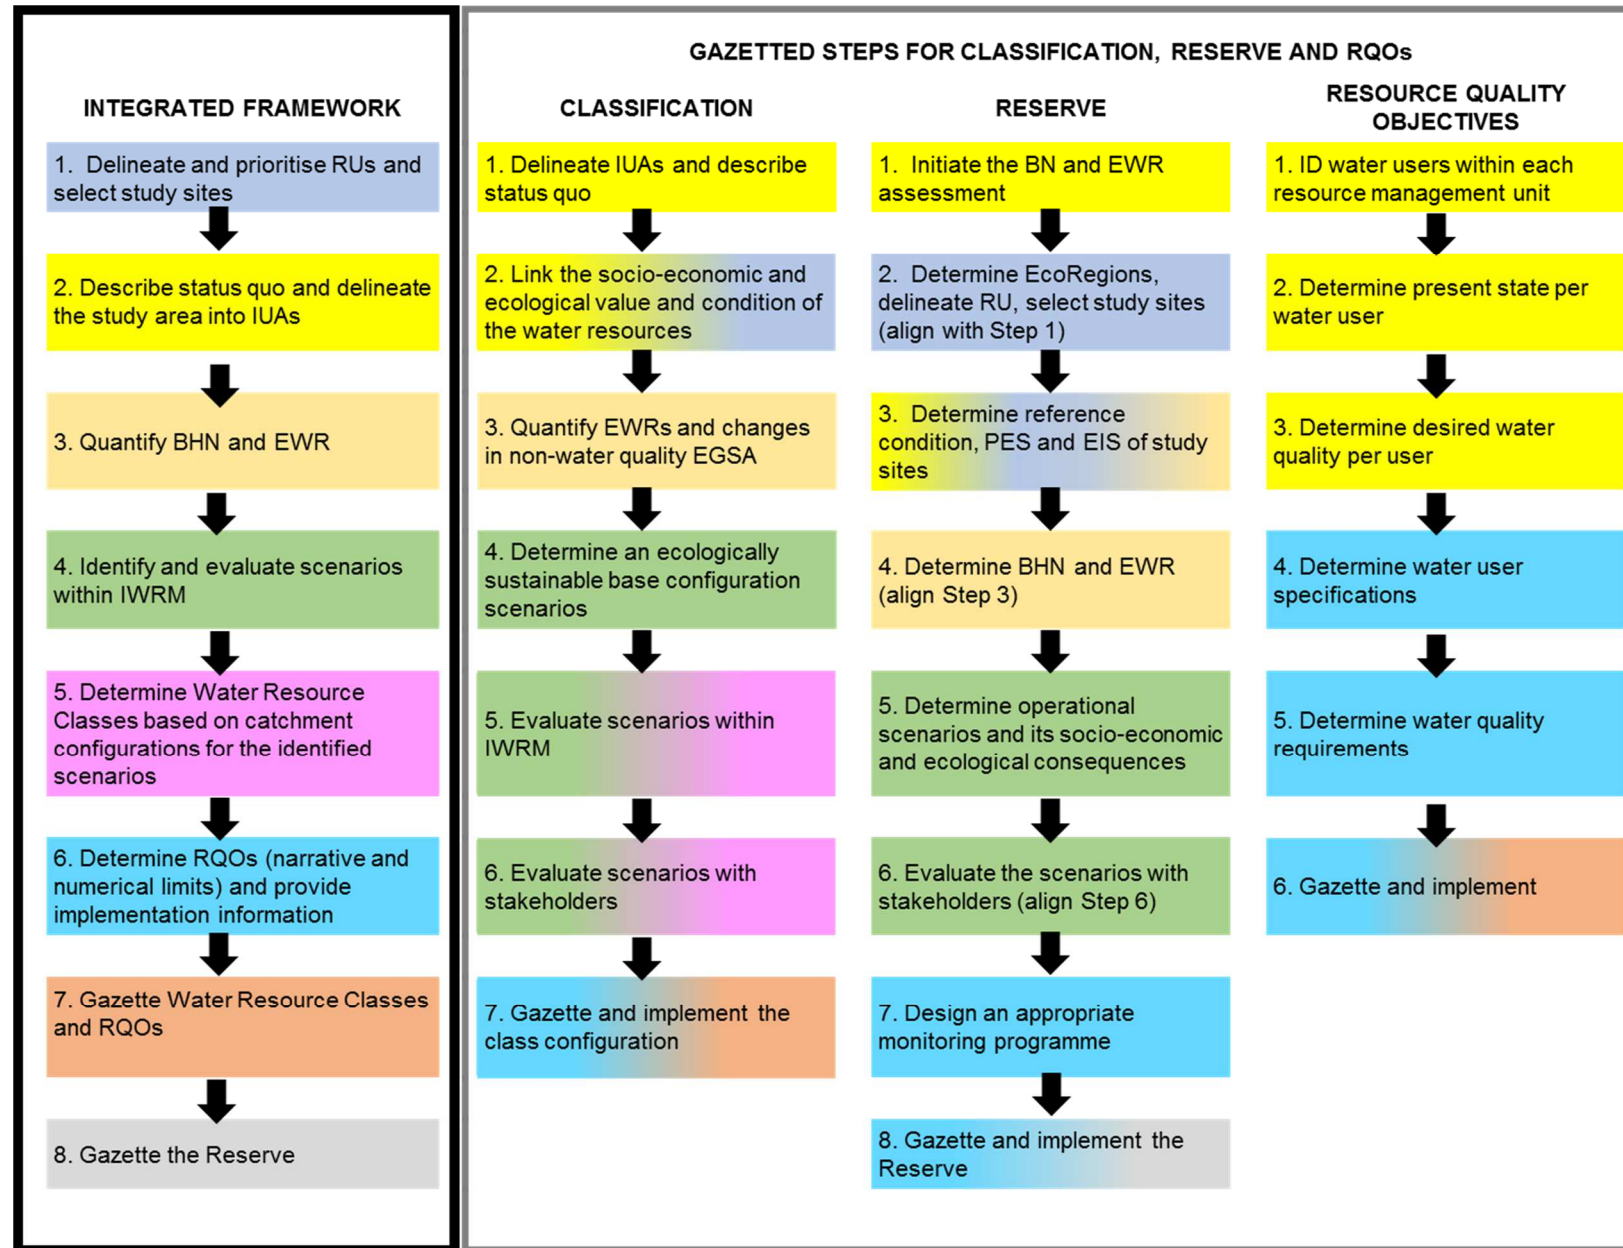 GAZETTED STEPS FOR CLASSIFICATION, RESERVE AND RQOs
INTEGRATED FRAMEWORK
1. Delineate and prioritise RUs and
select study sites
2. Describe status quo and delineate
the study area into IUAs
3. Quantify BHN and EWR
4. Identify and evaluate scenarios
within IWRM
5. Determine Water Resource
Classes based on catchment
configurations for the identified
scenarios
6. Determine RQOs (narrative and
numerical limits) and provide
implementation information
7. Gazette Water Resource Classes
and RQOs
8. Gazette the Reserve
CLASSIFICATION
1. Delineate IUAs and describe
status quo
2. Link the socio-economic and
ecological value and condition of
the water resources
3. Quantify EWRs and changes
in non-water quality EGSA
4. Determine an ecologically
sustainable base configuration
scenarios
5. Evaluate scenarios within
IWRM
6. Evaluate scenarios with
stakeholders
7. Gazette and implement the
class configuration
RESERVE
1. Initiate the BN and EWR
assessment
2. Determine EcoRegions,
delineate RU, select study sites
(align with Step 1)
3. Determine reference
condition, PES and EIS of study
sites
4. Determine BHN and EWR
(align Step 3)
5. Determine operational
scenarios and its socio-economic
and ecological consequences
6. Evaluate the scenarios with
stakeholders (align Step 6)
7. Design an appropriate
monitoring programme
8. Gazette and implement the
Reserve
RESOURCE QUALITY
OBJECTIVES
1. ID water users within each
resource management unit
2. Determine present state per
water user
3. Determine desired water
quality per user
4. Determine water user
specifications
5. Determine water quality
requirements
6. Gazette and implement